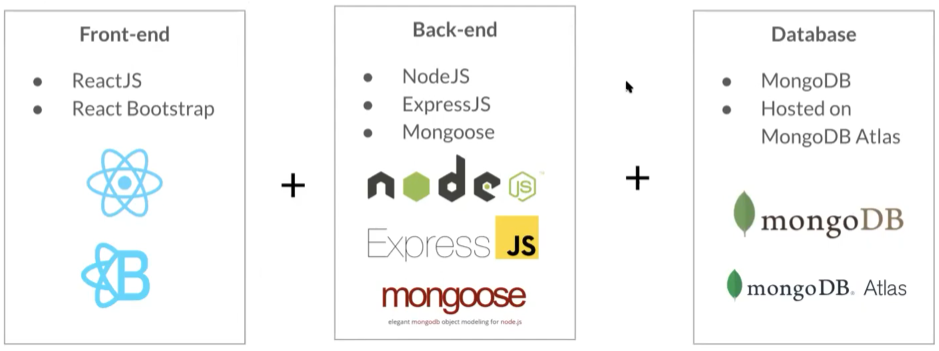 Front-end
● ReactJS
● React Bootstrap
B
+
Back-end
● NodeJS
● ExpressJS
● Mongoose
node JS
Express JS
mongoose
elegant mongodb object modeling for node.js
+
Database
● MongoDB
● Hosted on
MongoDB Atlas
mongoDB
mongoDB. Atlas